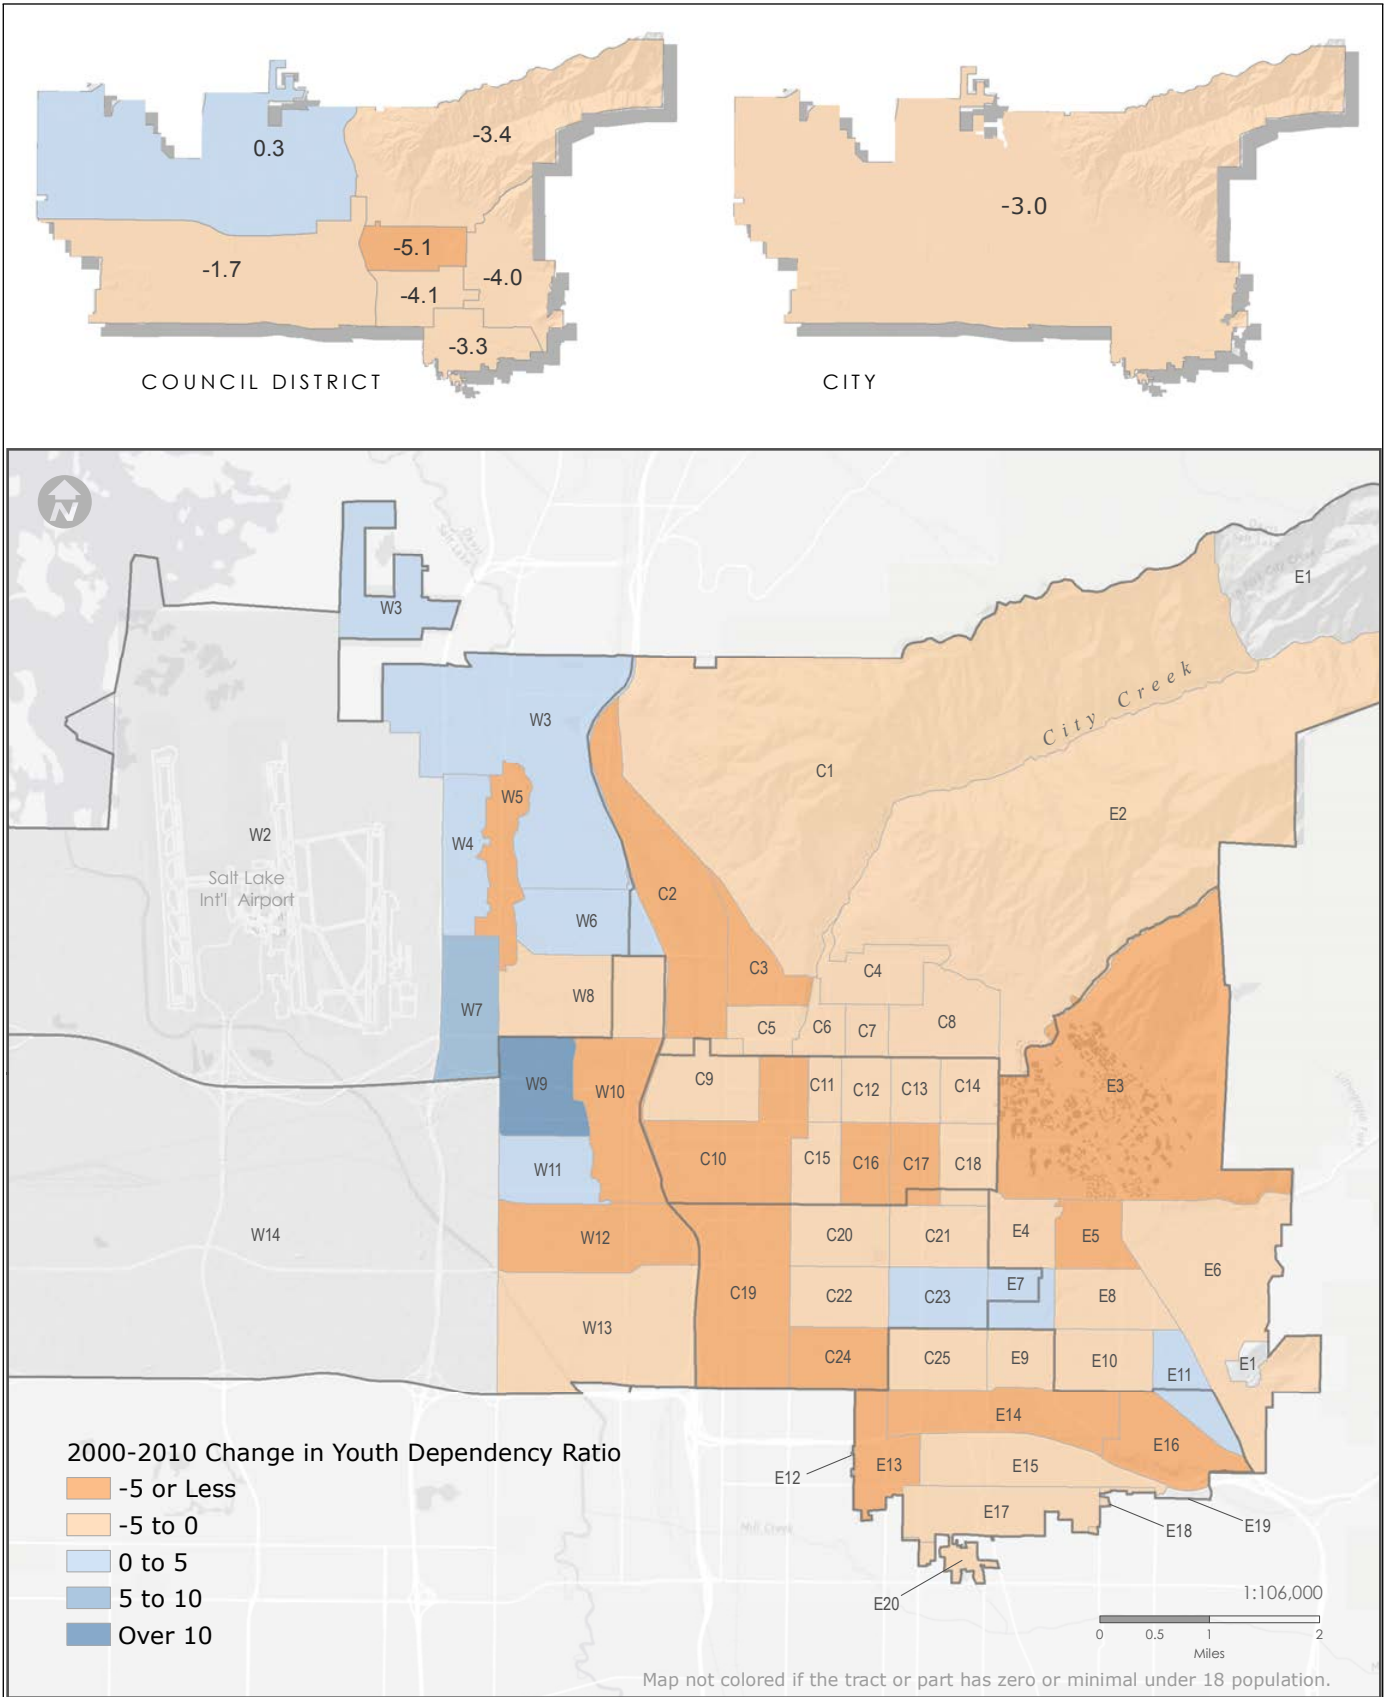 0.3
-3.4
-5.1
-1.7
-4.0
-4.1
-3.3
COUNCIL DISTRICT
-3.0
CITY
N
E1
W3
City Creek
W3
C1
W5
E2
W2
W4
Salt Lake
Int'l Airport
C2
W6
C3
C4
W8
W7
C5
C6
C7
C8
W9
W10
C9
C11
C12
C13
C14
E3
W11
C10
C15
C16
C17
C18
W14
W12
C20
C21
E4
E5
E6
C19
C22
C23
E7
E8
W13
C24
C25
E9
E10
E11
E1
E14
E16
E12
E13
E15
E17
E18
E19
E20
Mill Creek
2000-2010 Change in Youth Dependency Ratio
-5 or Less
-5 to 0
0 to 5
5 to 10
Over 10
1:106,000
0 0.5 1 2
Miles
Map not colored if the tract or part has zero or minimal under 18 population.